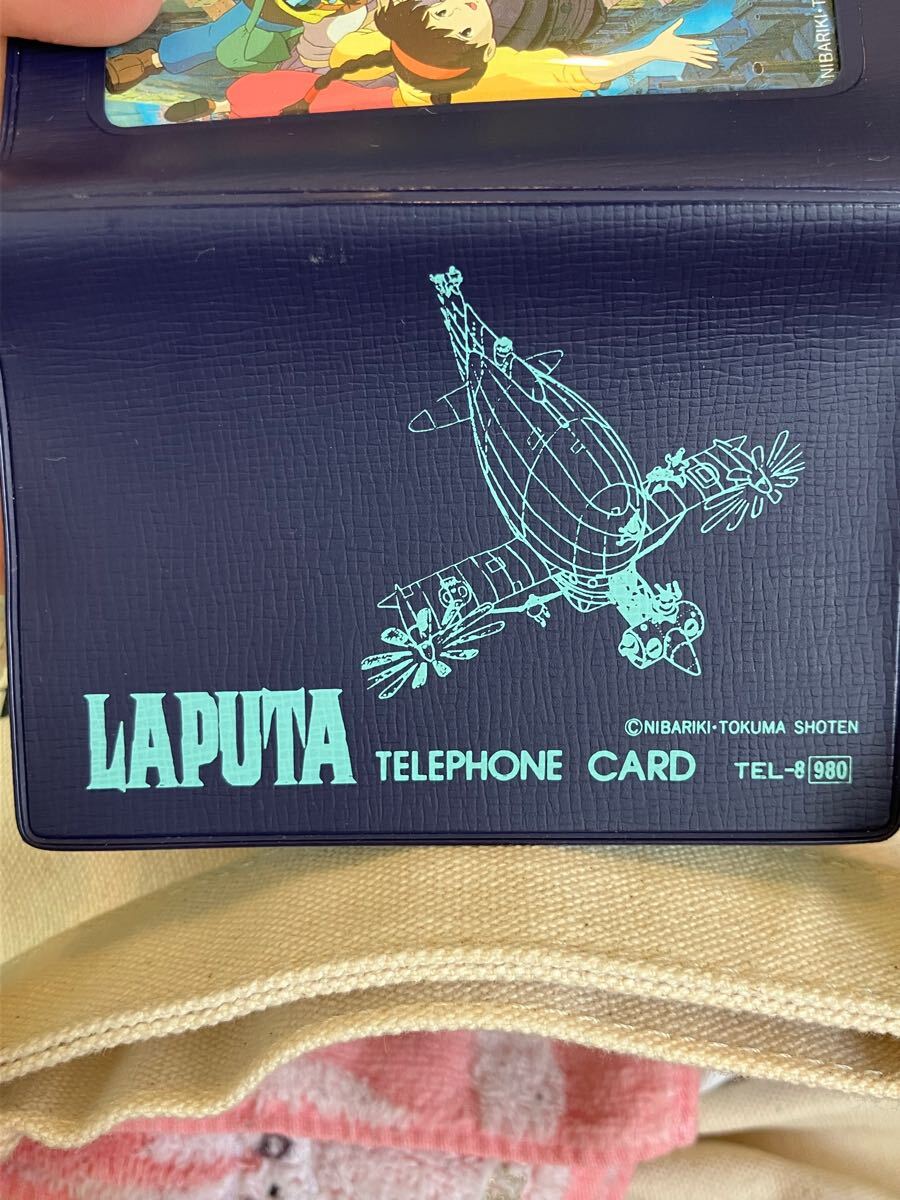 NIBARIKI・T
©NIBARIKI・TOKUMA SHOTEN
LAPUTA TELEPHONE CARD TEL-8 980